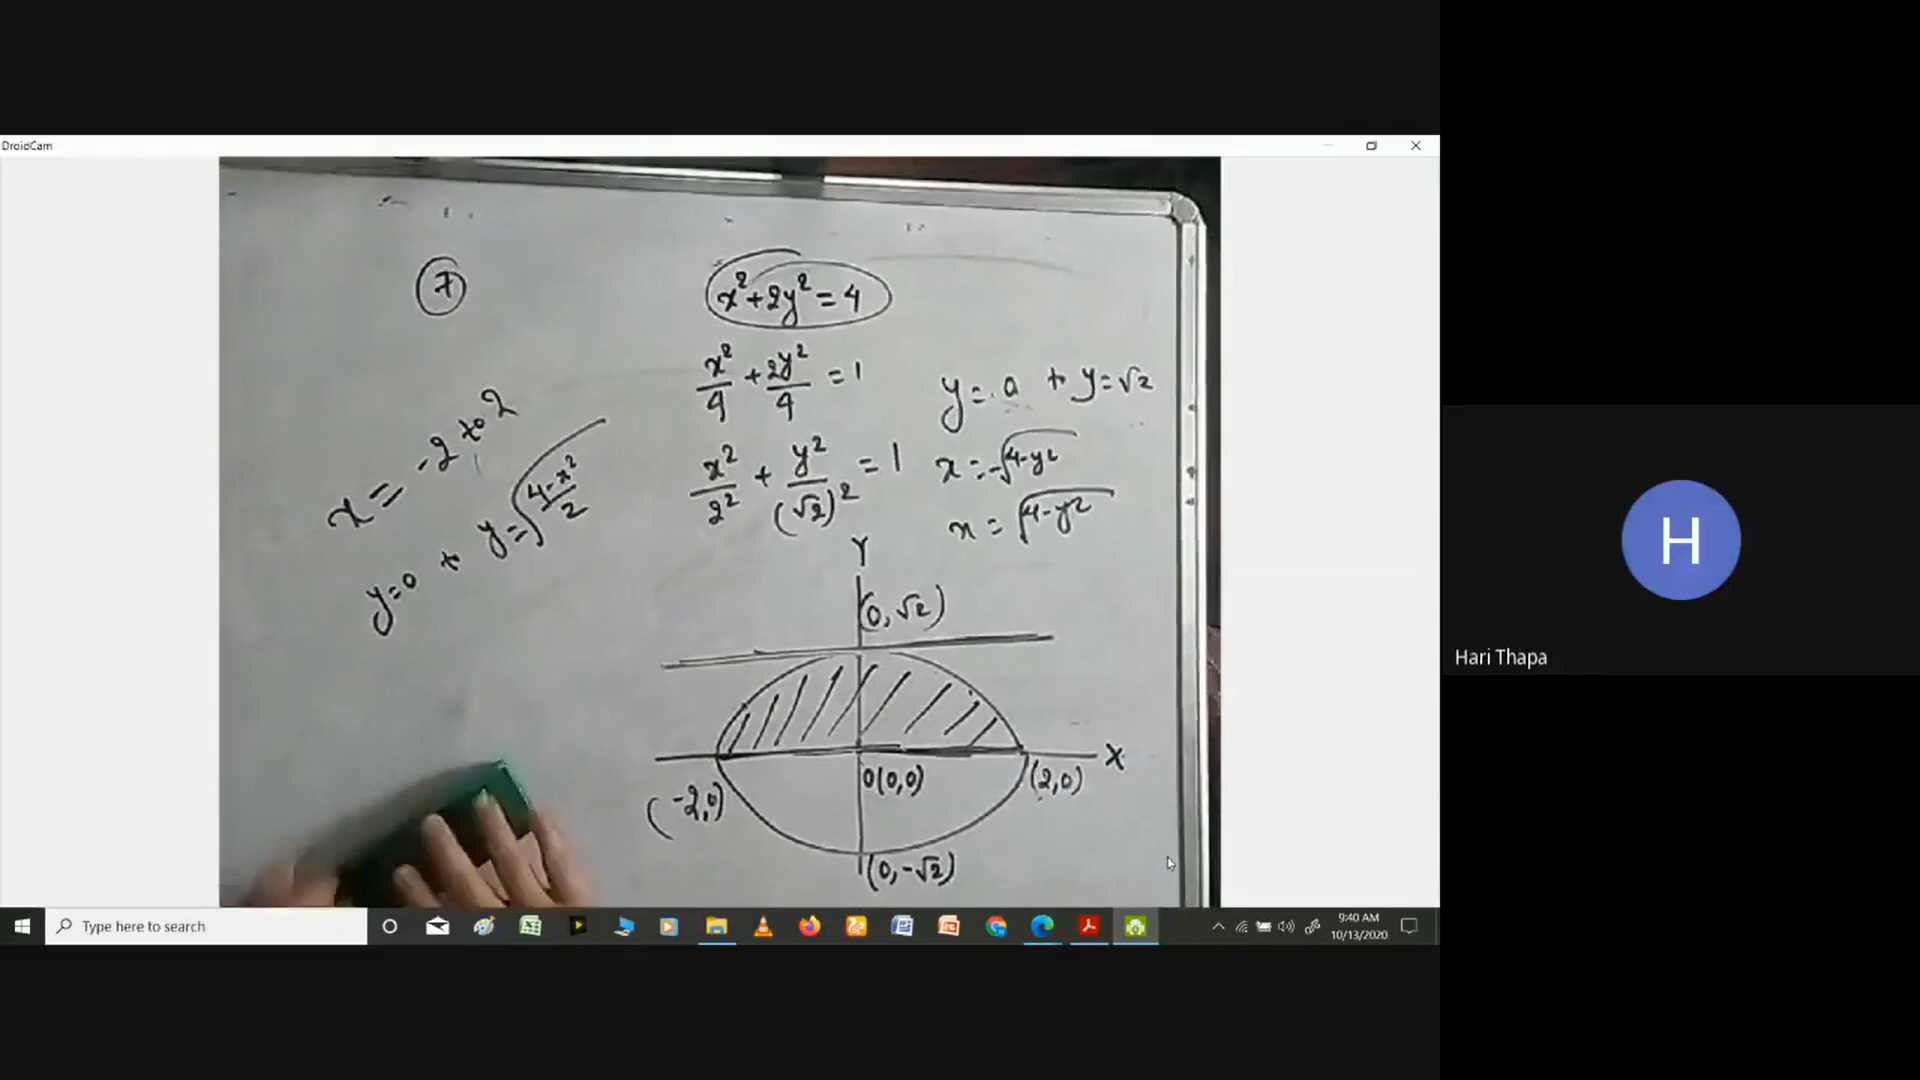 DroidCam
⑦
x²+2y²=4
x²/4 + 2y²/4 = 1
x²/2² + y²/(√2)² = 1
x = -2 to 2
y=0 to y=√(4-x²/2)
y=0 to y=√2
x=-√4-y²
x=√4-y²
Y
(0,√2)
X
0(0,0)
(2,0)
(-2,0)
(0,-√2)
H
Hari Thapa
Type here to search
9:40 AM
10/13/2020